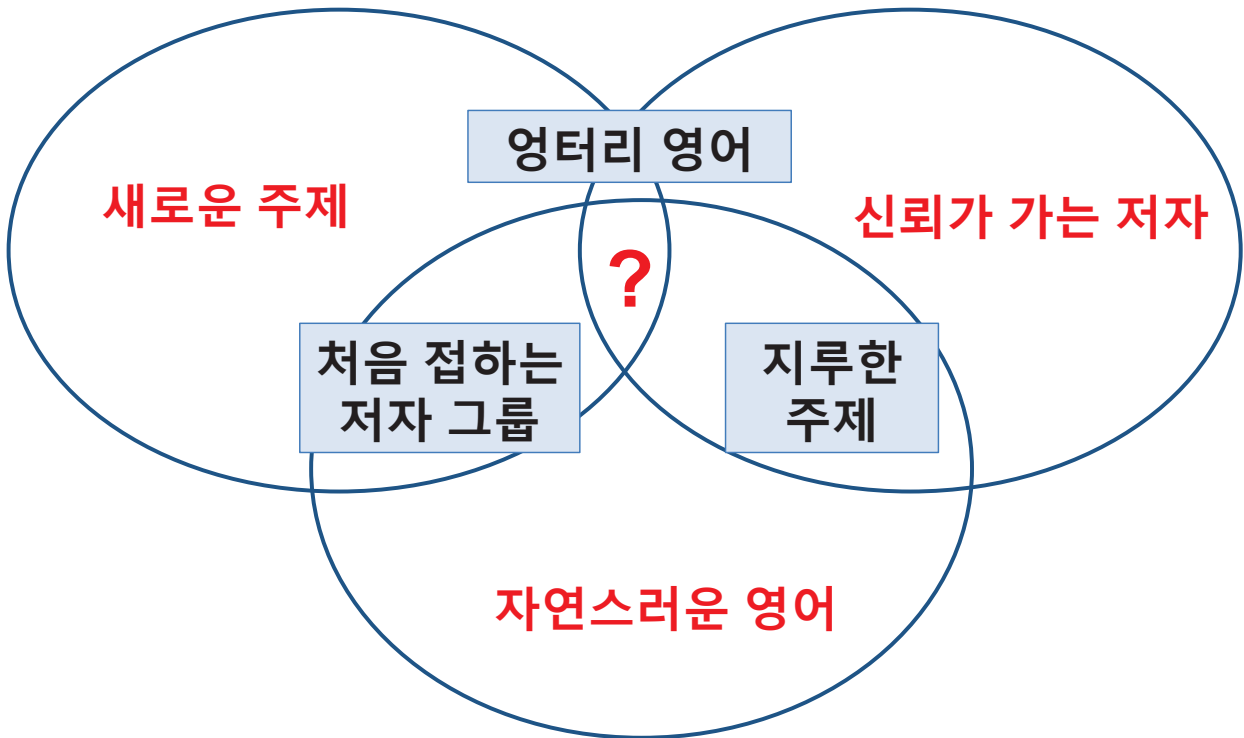 엉터리 영어
새로운 주제
신뢰가 가는 저자
?
처음 접하는
저자 그룹
지루한
주제
자연스러운 영어